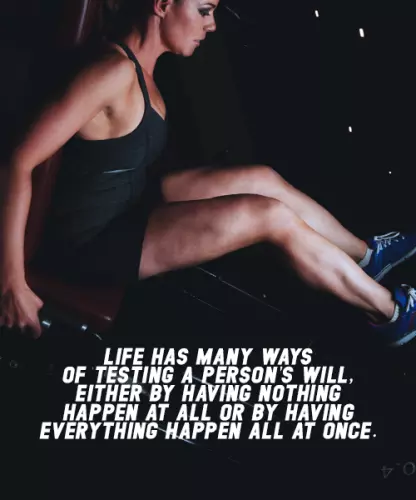 LIFE HAS MANY WAYS
OF TESTING A PERSON'S WILL,
EITHER BY HAVING NOTHING
HAPPEN AT ALL OR BY HAVING
EVERYTHING HAPPEN ALL AT ONCE.